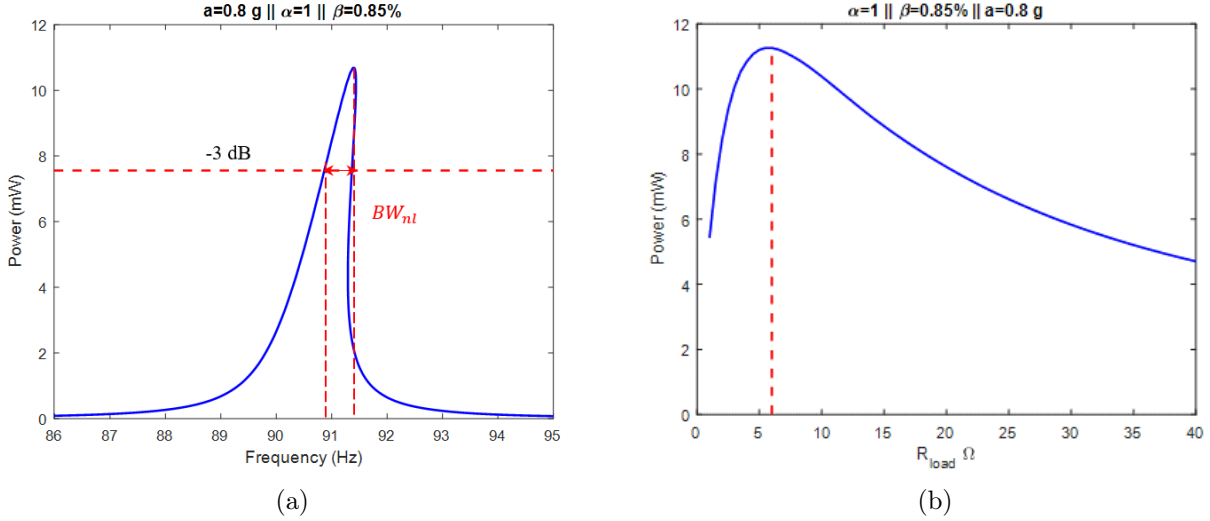 a=0.8 g || α=1 || β=0.85%
12
10
8
6
4
2
0
Power (mW)
-3 dB
BW_nl
86 87 88 89 90 91 92 93 94 95
Frequency (Hz)
(a)
α=1 || β=0.85% || a=0.8 g
12
10
8
6
4
2
0
Power (mW)
0 5 10 15 20 25 30 35 40
R_load Ω
(b)